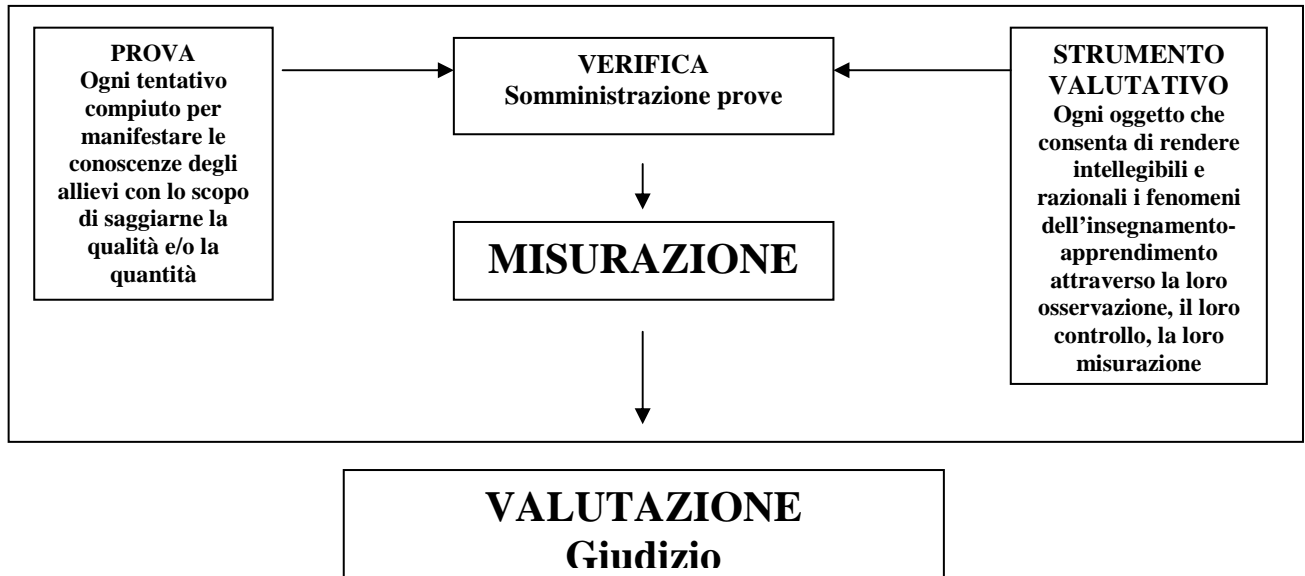 PROVA
Ogni tentativo
compiuto per
manifestare le
conoscenze degli
allievi con lo scopo
di saggiarne la
qualità e/o la
quantità
VERIFICA
Somministrazione prove
MISURAZIONE
STRUMENTO
VALUTATIVO
Ogni oggetto che
consenta di rendere
intellegibili e
razionali i fenomeni
dell’insegnamento-
apprendimento
attraverso la loro
osservazione, il loro
controllo, la loro
misurazione
VALUTAZIONE
Giudizio